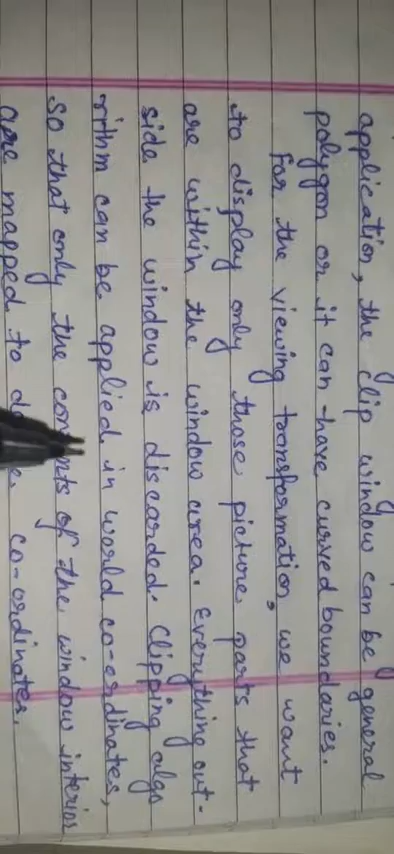 application, the clip window can be general
polygon or it can have curved boundaries.
For the viewing transformation, we want
to display only those picture parts that
are within the window area. Everything out-
side the window is discarded. Clipping algo
rithm can be applied in world co-ordinates,
so that only the of the window interior
are mapped to co-ordinates.